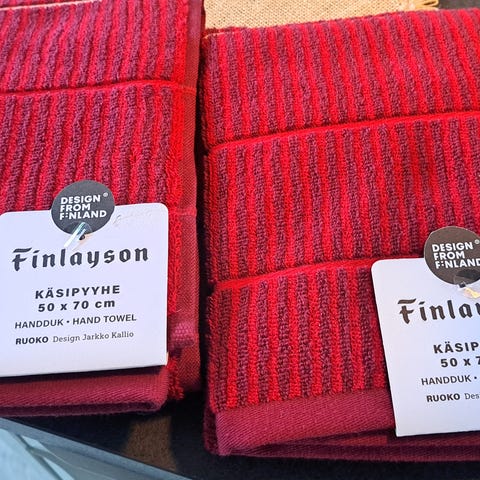 DESIGN
FROM
FINLAND
Finlayson
KÄSIPYYHE
50 x 70 cm
HANDDUK • HAND TOWEL
RUOKO Design Jarkko Kallio
DESIGN
FROM
FINLAND
Finlay
KÄSIP
50 x 7
HANDDUK •
RUOKO Des